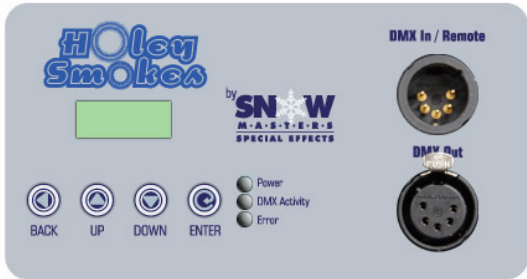 Holey
Smokes
by
SNOW
M•A•S•T•E•R•S
SPECIAL EFFECTS
BACK
UP
DOWN
ENTER
Power
DMX Activity
Error
DMX In / Remote
DMX Out
PUSH